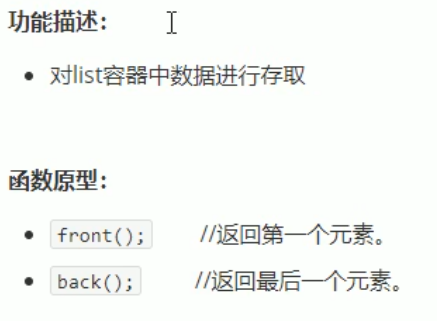 功能描述：
• 对list容器中数据进行存取
函数原型：
• front(); //返回第一个元素。
• back(); //返回最后一个元素。